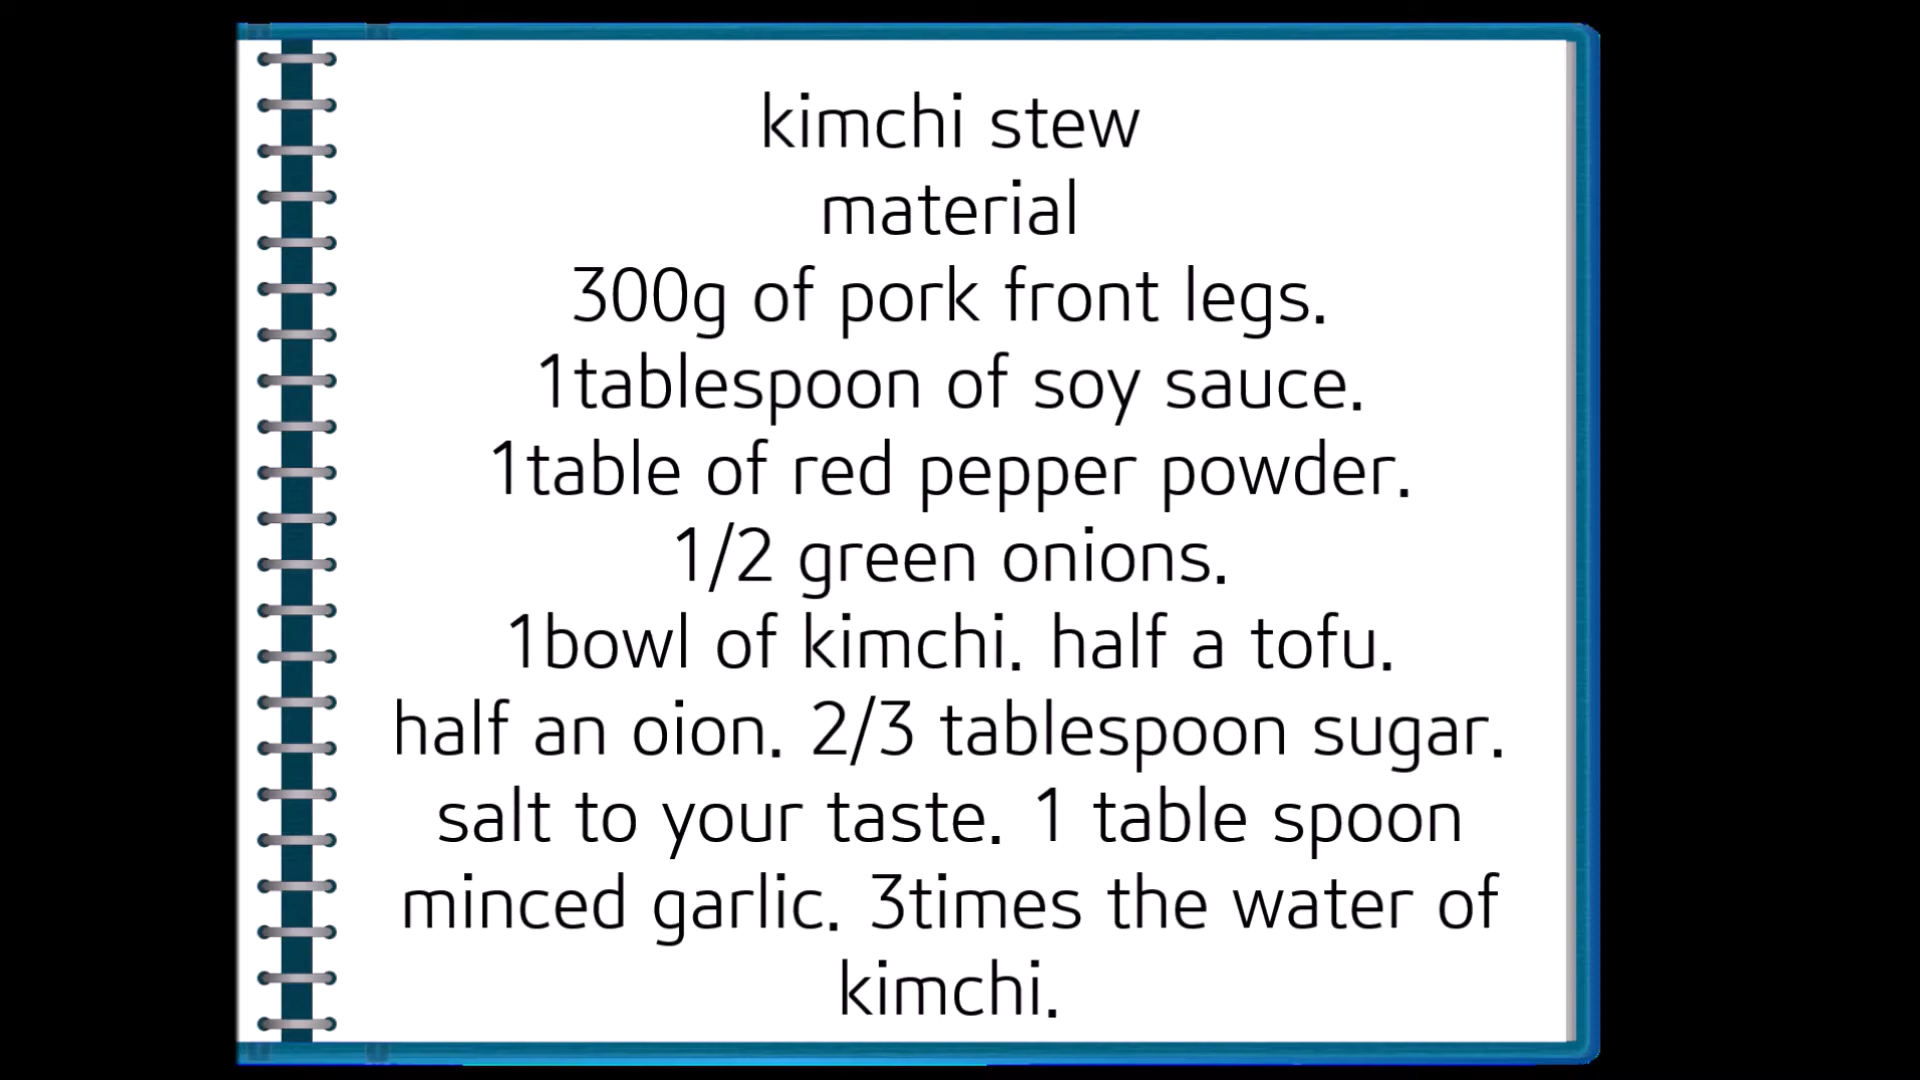 kimchi stew
material
300g of pork front legs.
1tablespoon of soy sauce.
1table of red pepper powder.
1/2 green onions.
1bowl of kimchi. half a tofu.
half an oion. 2/3 tablespoon sugar.
salt to your taste. 1 table spoon
minced garlic. 3times the water of
kimchi.